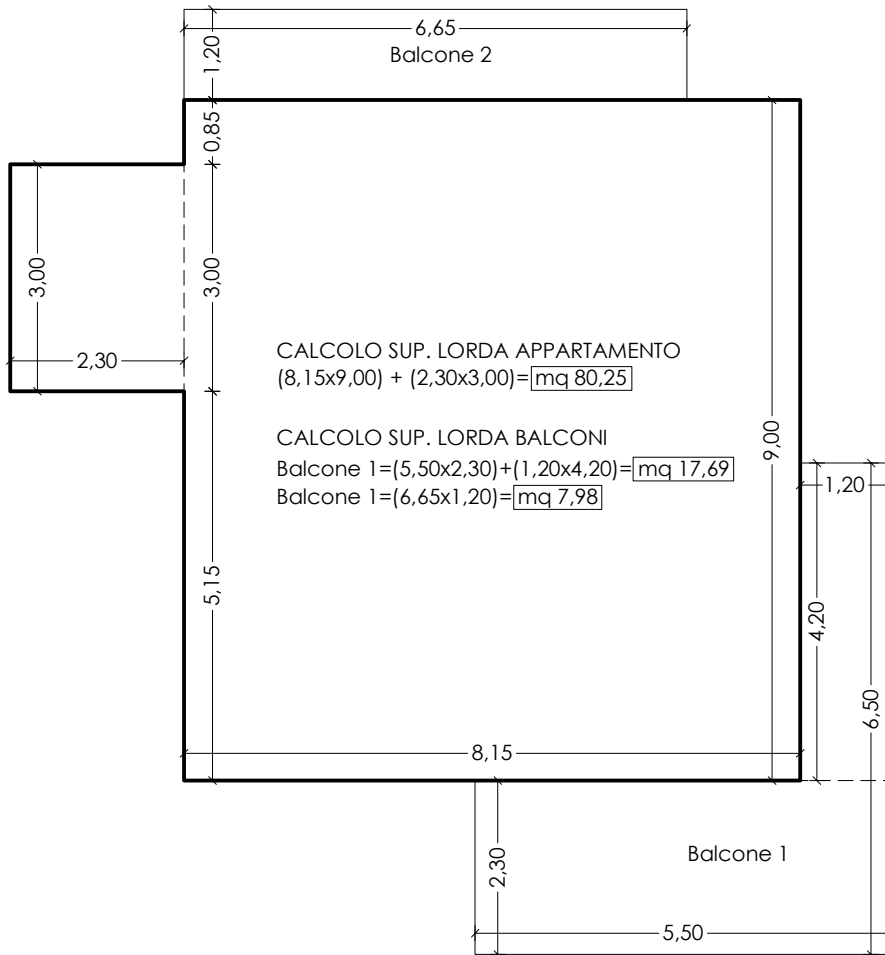 6,65
1,20
Balcone 2
0,85
3,00
3,00
2,30
CALCOLO SUP. LORDA APPARTAMENTO
(8,15x9,00) + (2,30x3,00)= mq 80,25
CALCOLO SUP. LORDA BALCONI
Balcone 1=(5,50x2,30)+(1,20x4,20)= mq 17,69
Balcone 1=(6,65x1,20)= mq 7,98
9,00
1,20
5,15
4,20
6,50
8,15
Balcone 1
2,30
5,50